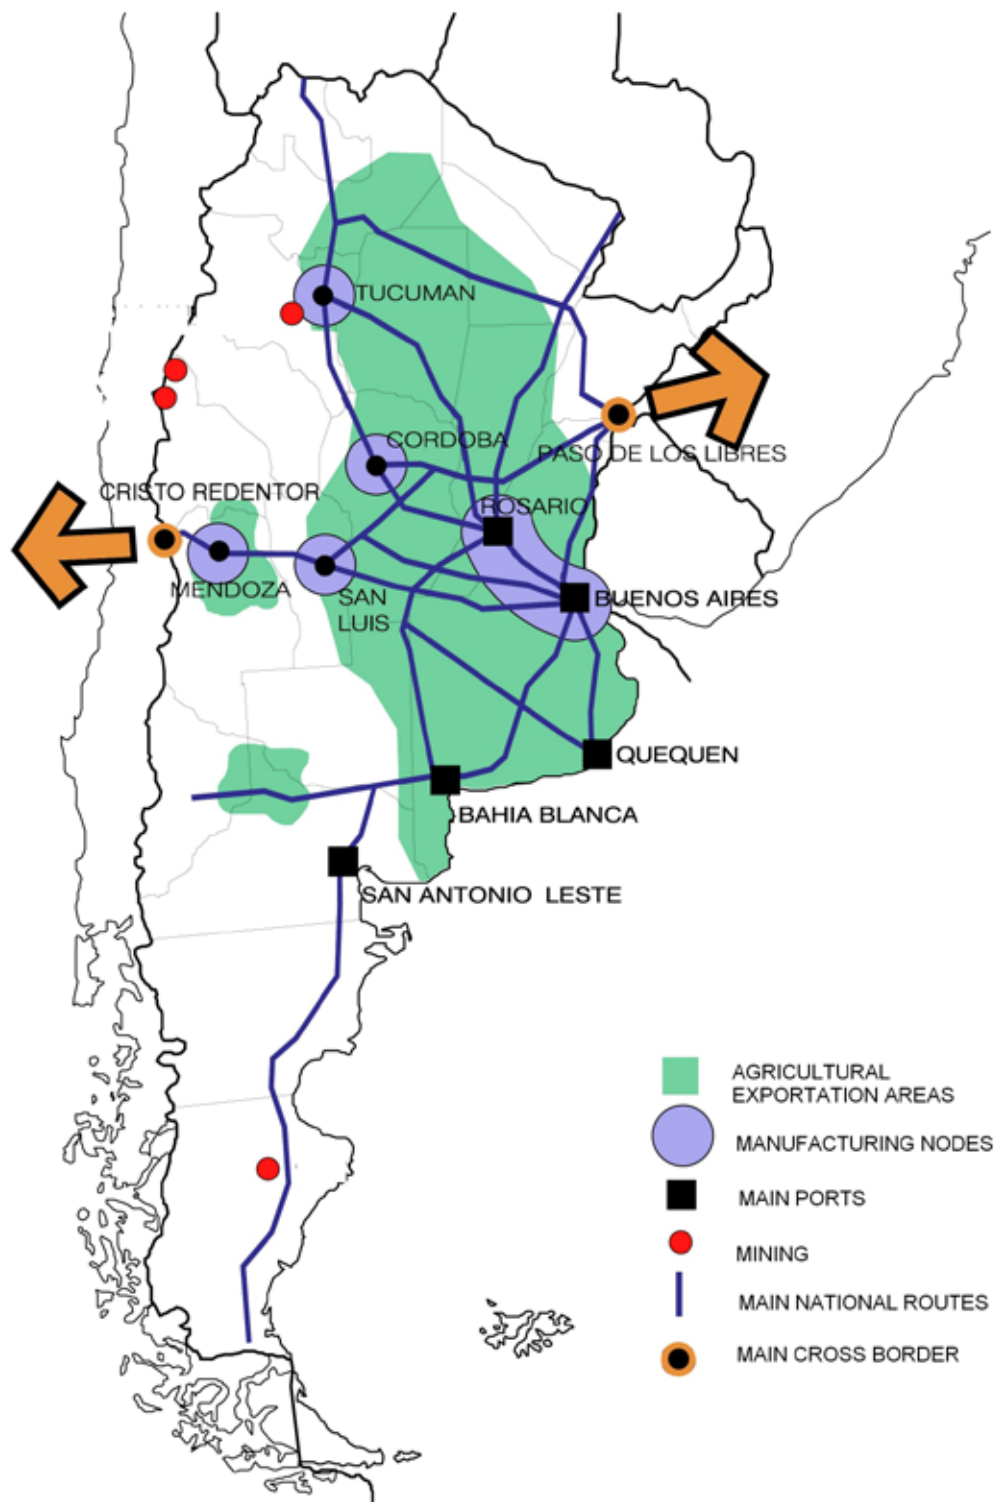 TUCUMAN
CORDOBA
PASO DE LOS LIBRES
CRISTO REDENTOR
ROSARIO
MENDOZA
SAN
LUIS
BUENOS AIRES
QUEQUEN
BAHIA BLANCA
SAN ANTONIO LESTE
AGRICULTURAL
EXPORTATION AREAS
MANUFACTURING NODES
MAIN PORTS
MINING
MAIN NATIONAL ROUTES
MAIN CROSS BORDER